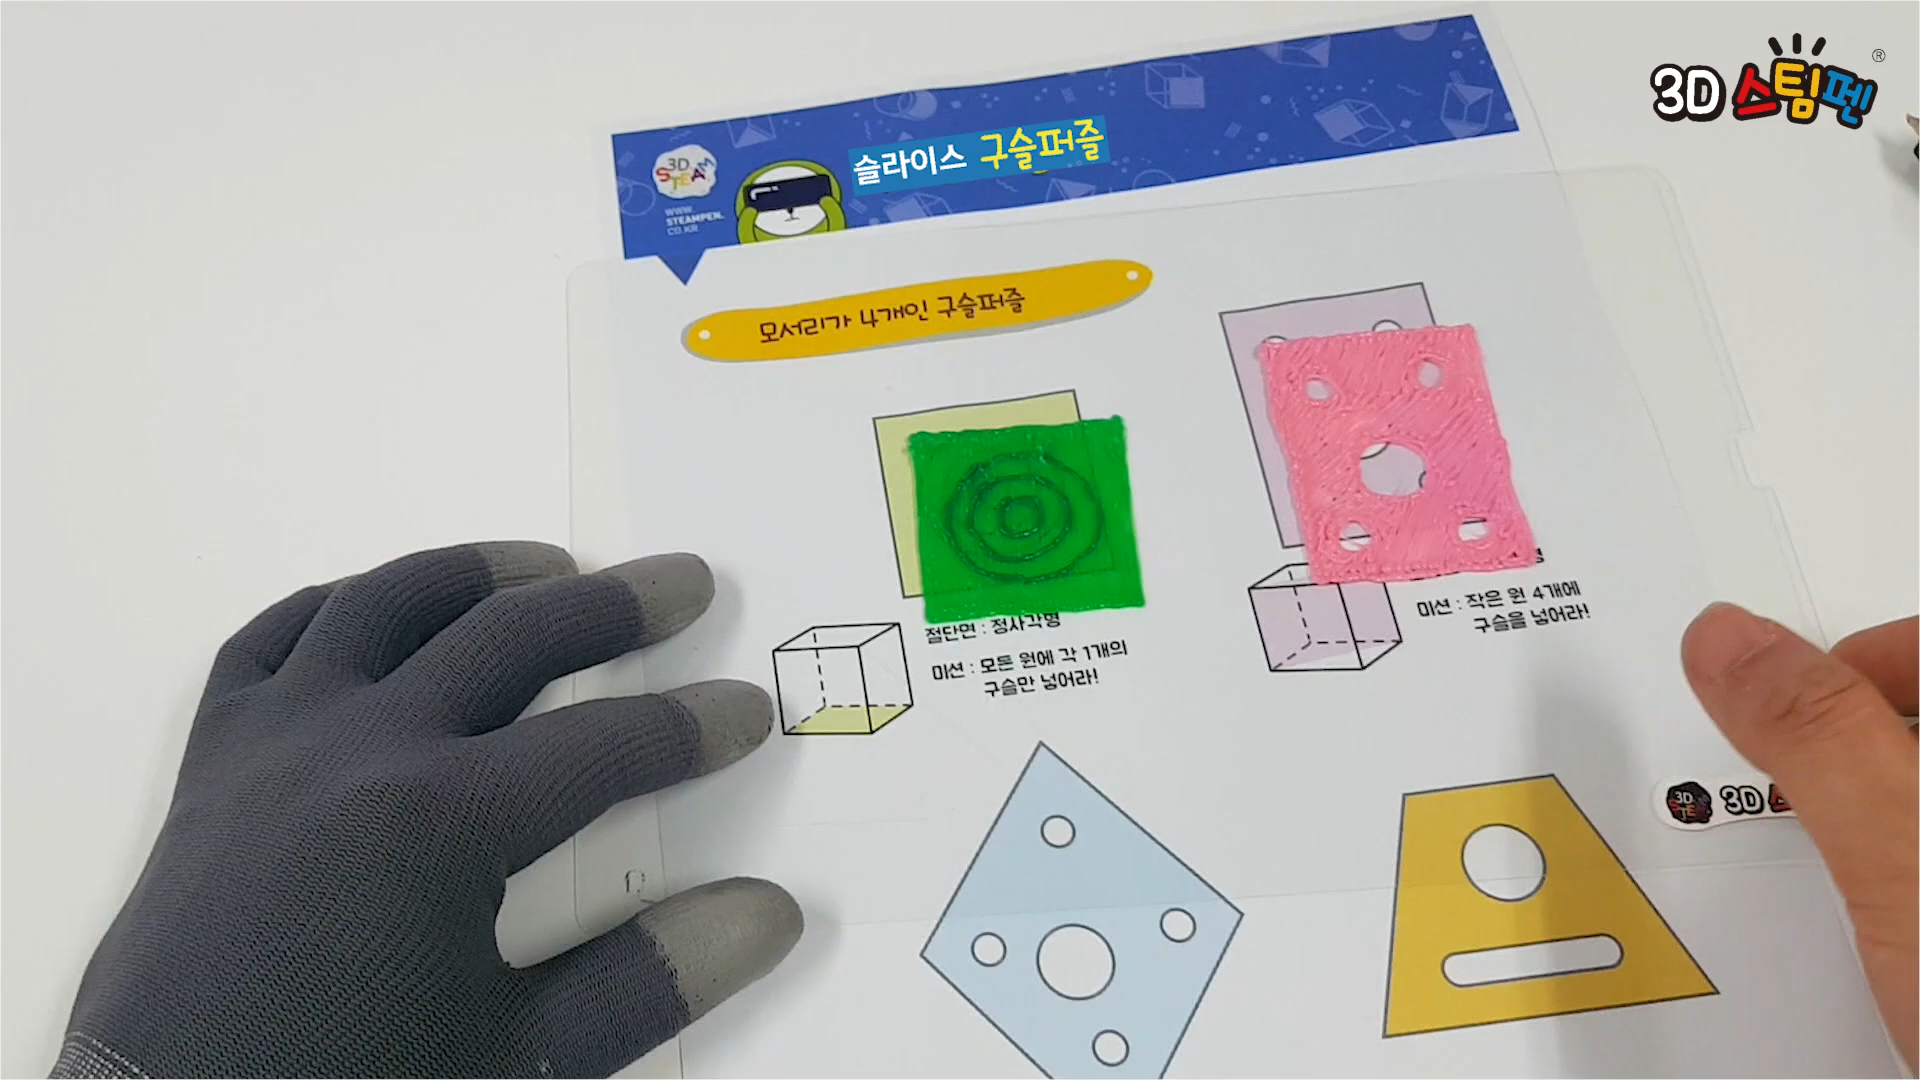 3D 스팀펜 ®
3D
STEAM
WWW.
STEAMPEN.
CO.KR
슬라이스 구슬퍼즐
모서리가 4개인 구슬퍼즐
절단면 : 정사각형
미션 : 모든 원에 각 1개의
구슬만 넣어라!
미션 : 작은 원 4개에
구슬을 넣어라!
3D
STEAM
3D